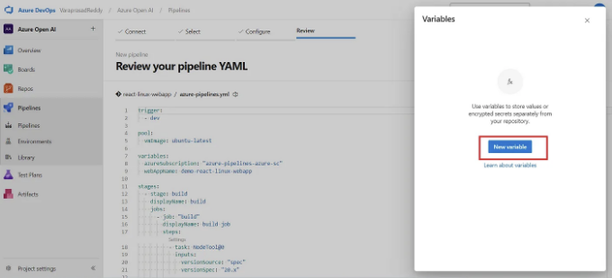 Azure DevOps VaraprasadReddy / Azure Open AI / Pipelines
Azure Open AI +
Overview
Boards
Repos
Pipelines
Pipelines
Environments
Library
Test Plans
Artifacts
Project settings «
✓ Connect
✓ Select
✓ Configure
Review
New pipeline
Review your pipeline YAML
react-linux-webapp / azure-pipelines.yml
1 trigger:
2 - dev
3
4 pool:
5 vmImage: ubuntu-latest
6
7 variables:
8 azureSubscription: "azure-pipelines-azure-sc"
9 webAppName: demo-react-linux-webapp
10
11 stages:
12 - stage: build
13 displayName: build
14 jobs:
15 - job: "build"
16 displayName: build job
17 steps:
Settings
18 - task: NodeTool@0
19 inputs:
20 versionSource: "spec"
21 versionSpec: "16.x"
Variables ×
fx
Use variables to store values or
encrypted secrets separately from
your repository.
New variable
Learn about variables